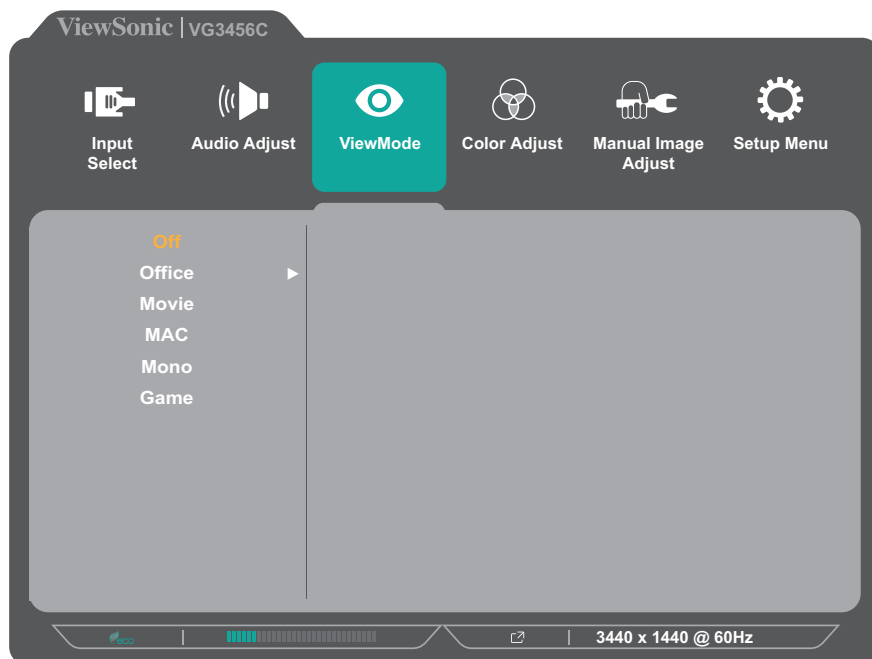 ViewSonic | VG3456C
Input Select
Audio Adjust
ViewMode
Color Adjust
Manual Image Adjust
Setup Menu
Off
Office
Movie
MAC
Mono
Game
eco
3440 x 1440 @ 60Hz